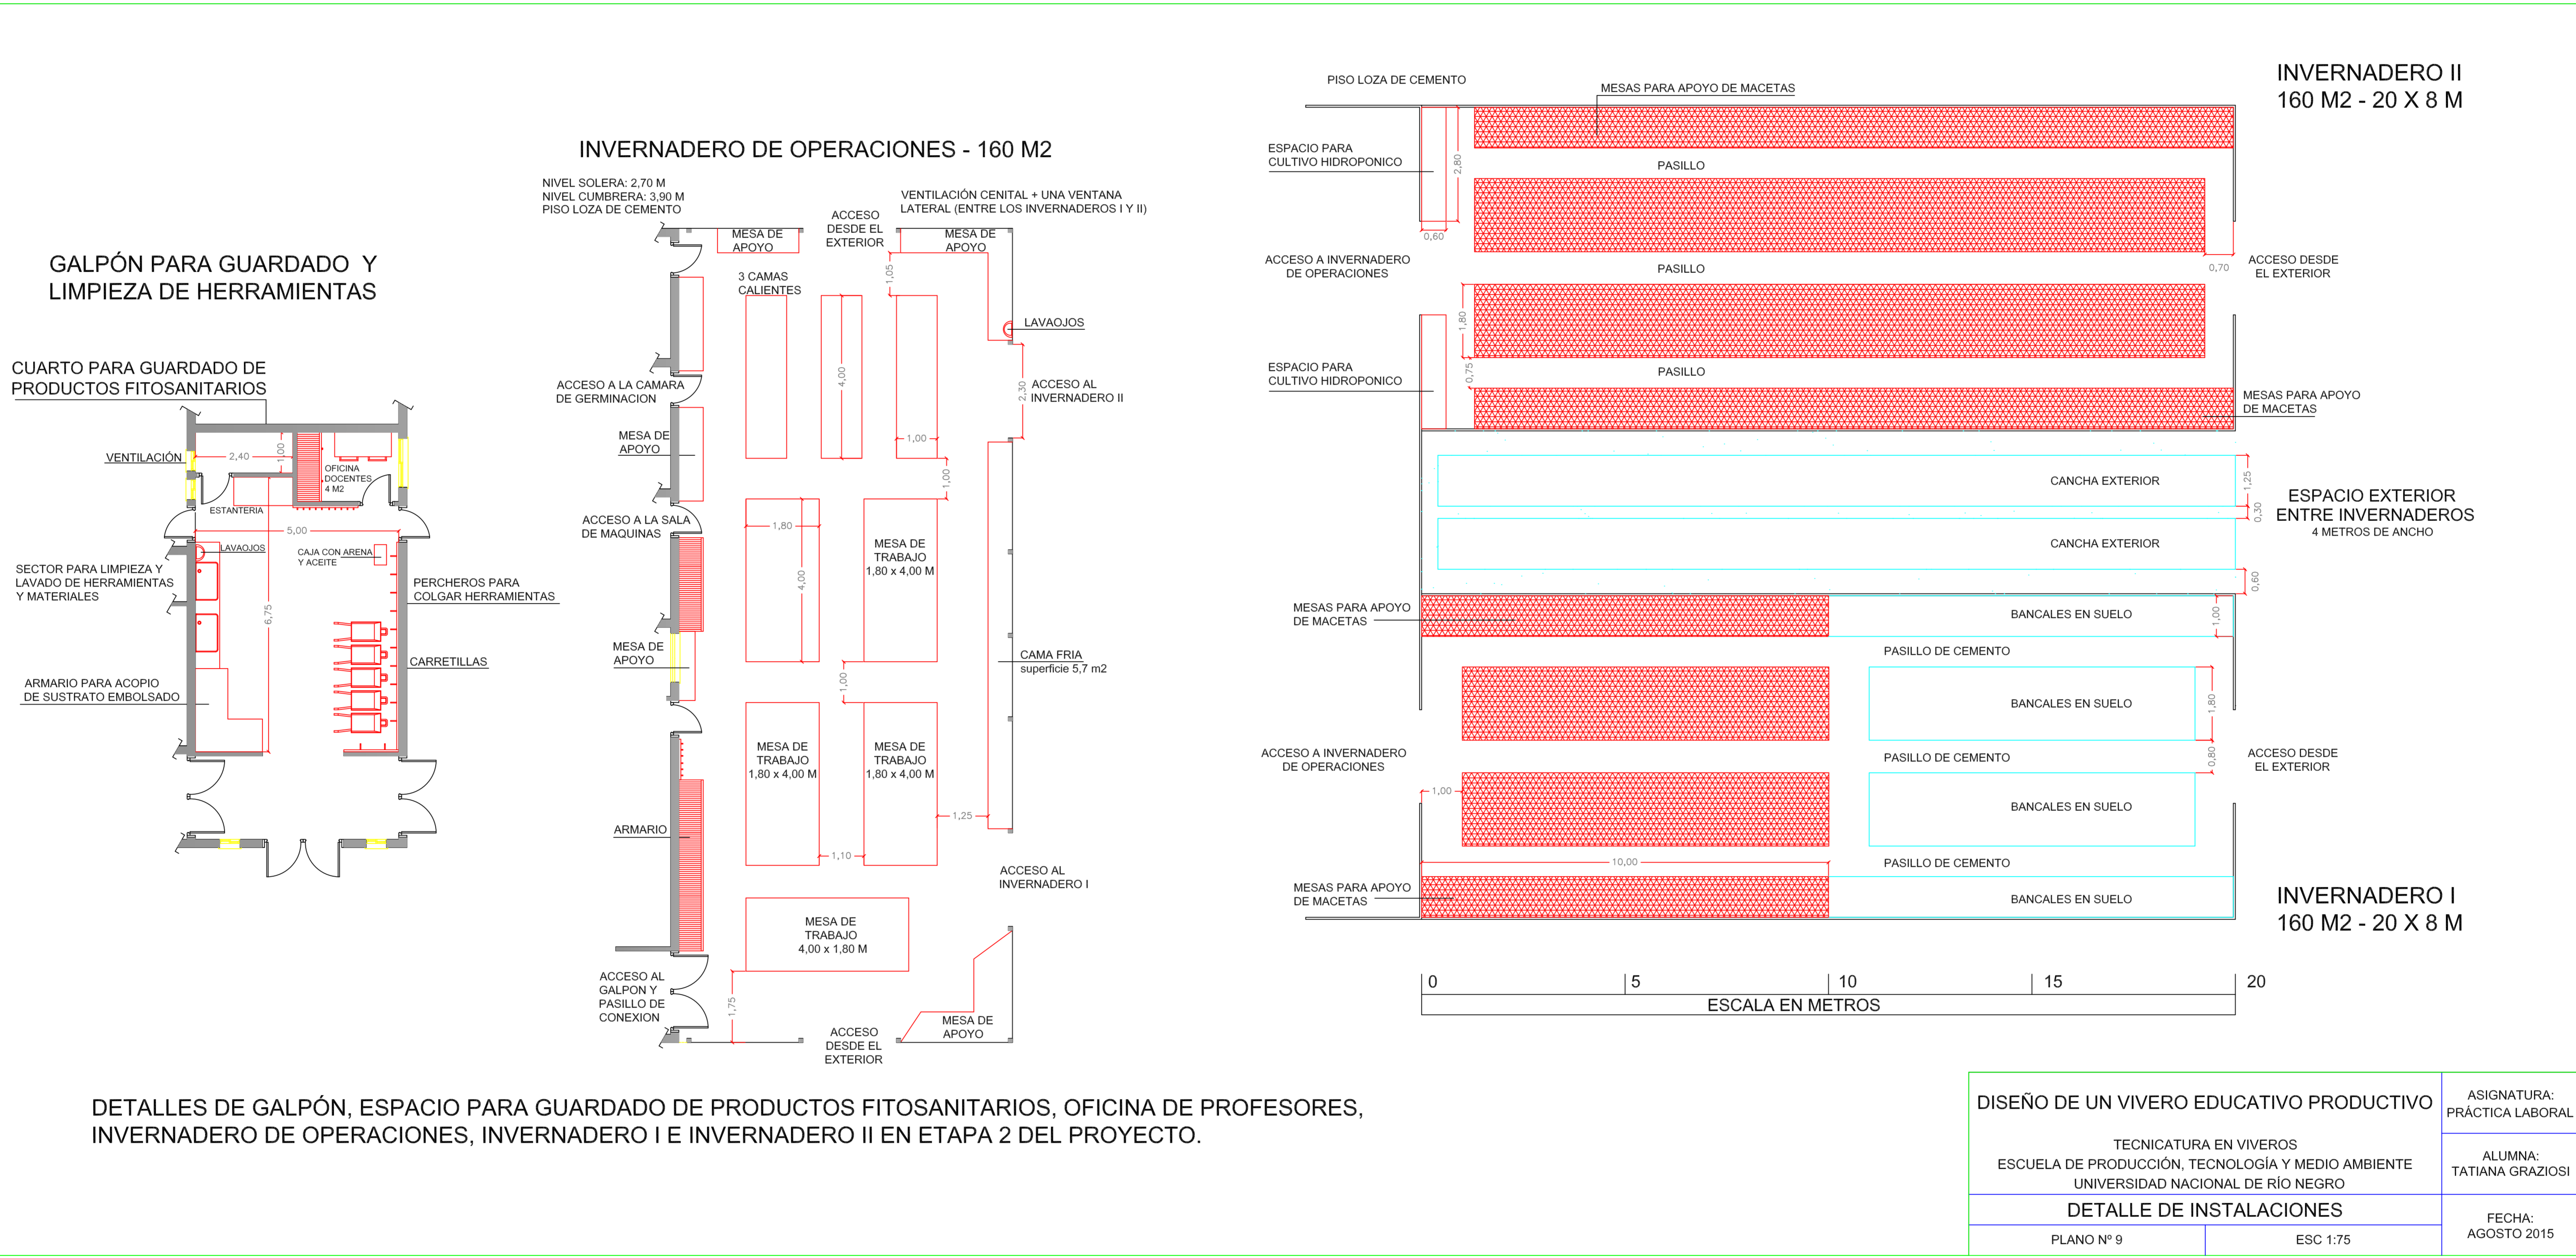 GALPÓN PARA GUARDADO Y
LIMPIEZA DE HERRAMIENTAS
CUARTO PARA GUARDADO DE
PRODUCTOS FITOSANITARIOS
VENTILACIÓN
2,40
1,00
OFICINA
DOCENTES
4 M2
ESTANTERIA
5,00
LAVAOJOS
CAJA CON ARENA
Y ACEITE
SECTOR PARA LIMPIEZA Y
LAVADO DE HERRAMIENTAS
Y MATERIALES
6,75
PERCHEROS PARA
COLGAR HERRAMIENTAS
CARRETILLAS
ARMARIO PARA ACOPIO
DE SUSTRATO EMBOLSADO
INVERNADERO DE OPERACIONES - 160 M2
NIVEL SOLERA: 2,70 M
NIVEL CUMBRERA: 3,90 M
PISO LOZA DE CEMENTO
VENTILACIÓN CENITAL + UNA VENTANA
LATERAL (ENTRE LOS INVERNADEROS I Y II)
ACCESO
DESDE EL
EXTERIOR
MESA DE
APOYO
MESA DE
APOYO
1,05
3 CAMAS
CALIENTES
LAVAOJOS
4,00
2,30
ACCESO AL
INVERNADERO II
ACCESO A LA CAMARA
DE GERMINACION
1,00
MESA DE
APOYO
1,00
ACCESO A LA SALA
DE MAQUINAS
1,80
4,00
MESA DE
TRABAJO
1,80 x 4,00 M
MESA DE
APOYO
1,00
CAMA FRIA
superficie 5,7 m2
MESA DE
TRABAJO
1,80 x 4,00 M
MESA DE
TRABAJO
1,80 x 4,00 M
1,25
ARMARIO
1,10
ACCESO AL
INVERNADERO I
MESA DE
TRABAJO
4,00 x 1,80 M
ACCESO AL
GALPON Y
PASILLO DE
CONEXION
1,75
ACCESO
DESDE EL
EXTERIOR
MESA DE
APOYO
INVERNADERO II
160 M2 - 20 X 8 M
PISO LOZA DE CEMENTO
MESAS PARA APOYO DE MACETAS
ESPACIO PARA
CULTIVO HIDROPONICO
2,80
PASILLO
0,60
ACCESO A INVERNADERO
DE OPERACIONES
PASILLO
0,70
ACCESO DESDE
EL EXTERIOR
1,80
ESPACIO PARA
CULTIVO HIDROPONICO
0,75
PASILLO
MESAS PARA APOYO
DE MACETAS
CANCHA EXTERIOR
1,25
ESPACIO EXTERIOR
ENTRE INVERNADEROS
4 METROS DE ANCHO
0,30
CANCHA EXTERIOR
0,60
MESAS PARA APOYO
DE MACETAS
BANCALES EN SUELO
1,00
PASILLO DE CEMENTO
BANCALES EN SUELO
1,80
ACCESO A INVERNADERO
DE OPERACIONES
PASILLO DE CEMENTO
0,80
ACCESO DESDE
EL EXTERIOR
1,00
BANCALES EN SUELO
10,00
PASILLO DE CEMENTO
MESAS PARA APOYO
DE MACETAS
BANCALES EN SUELO
INVERNADERO I
160 M2 - 20 X 8 M
0 5 10 15 20
ESCALA EN METROS
DETALLES DE GALPÓN, ESPACIO PARA GUARDADO DE PRODUCTOS FITOSANITARIOS, OFICINA DE PROFESORES,
INVERNADERO DE OPERACIONES, INVERNADERO I E INVERNADERO II EN ETAPA 2 DEL PROYECTO.
DISEÑO DE UN VIVERO EDUCATIVO PRODUCTIVO
TECNICATURA EN VIVEROS
ESCUELA DE PRODUCCIÓN, TECNOLOGÍA Y MEDIO AMBIENTE
UNIVERSIDAD NACIONAL DE RÍO NEGRO
DETALLE DE INSTALACIONES
PLANO Nº 9
ESC 1:75
ASIGNATURA:
PRÁCTICA LABORAL
ALUMNA:
TATIANA GRAZIOSI
FECHA:
AGOSTO 2015